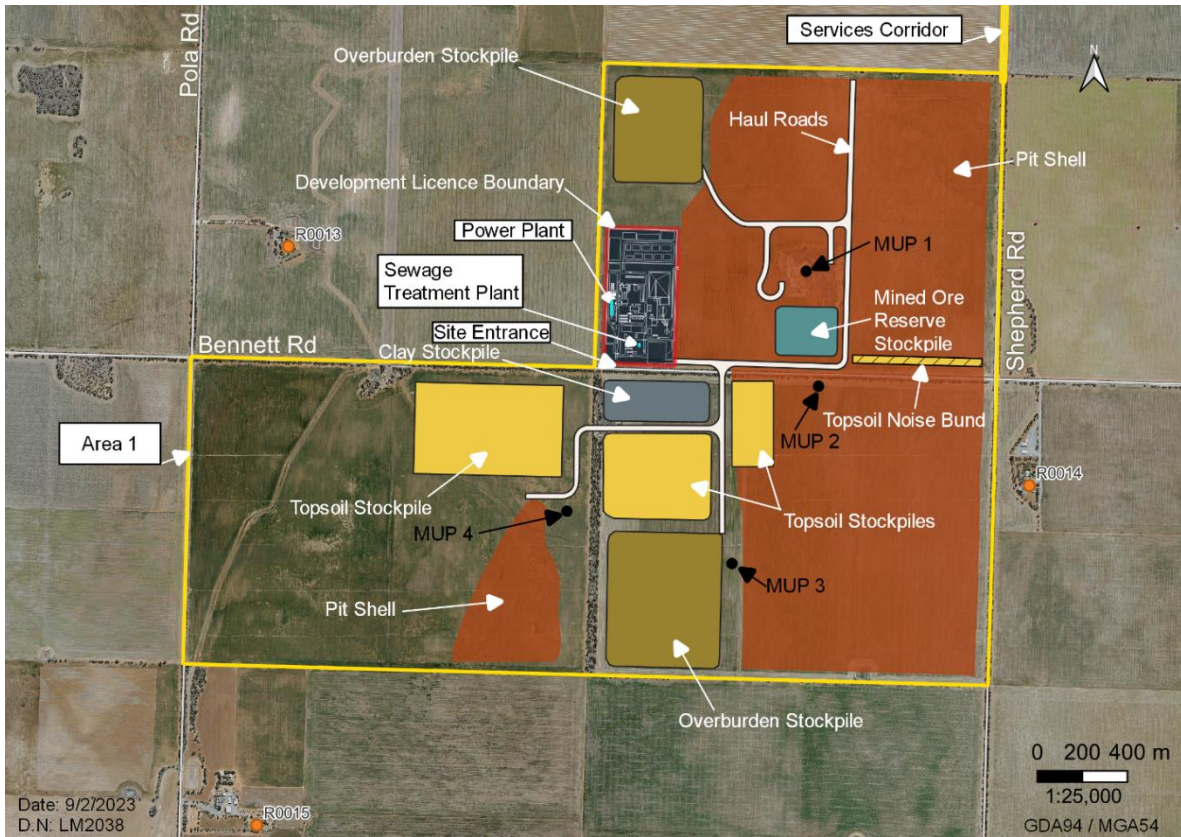 Pola Rd
Services Corridor
Overburden Stockpile
N
Haul Roads
Pit Shell
Development Licence Boundary
Power Plant
R0013
MUP 1
Sewage
Treatment Plant
Mined Ore
Reserve
Stockpile
Shepherd Rd
Site Entrance
Bennett Rd
Clay Stockpile
Topsoil Noise Bund
MUP 2
Area 1
R0014
Topsoil Stockpile
Topsoil Stockpiles
MUP 4
MUP 3
Pit Shell
Overburden Stockpile
0 200 400 m
1:25,000
Date: 9/2/2023
D.N: LM2038
R0015
GDA94 / MGA54